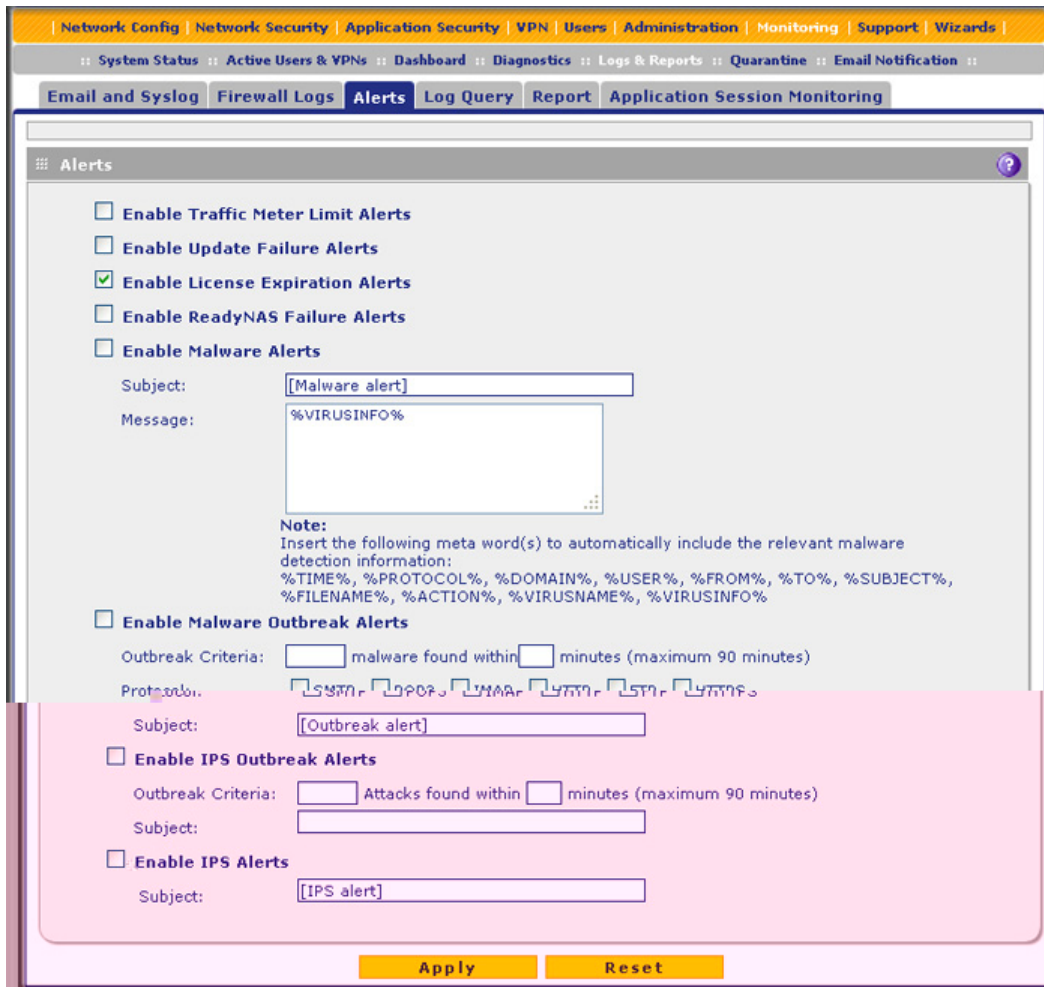 | Network Config | Network Security | Application Security | VPN | Users | Administration | Monitoring | Support | Wizards |
:: System Status :: Active Users & VPNs :: Dashboard :: Diagnostics :: Logs & Reports :: Quarantine :: Email Notification ::
Email and Syslog Firewall Logs Alerts Log Query Report Application Session Monitoring
Alerts ?
Enable Traffic Meter Limit Alerts
Enable Update Failure Alerts
Enable License Expiration Alerts
Enable ReadyNAS Failure Alerts
Enable Malware Alerts
Subject: [Malware alert]
Message: %VIRUSINFO%
Note:
Insert the following meta word(s) to automatically include the relevant malware
detection information:
%TIME%, %PROTOCOL%, %DOMAIN%, %USER%, %FROM%, %TO%, %SUBJECT%,
%FILENAME%, %ACTION%, %VIRUSNAME%, %VIRUSINFO%
Enable Malware Outbreak Alerts
Outbreak Criteria: malware found within minutes (maximum 90 minutes)
Subject: [Outbreak alert]
Enable IPS Outbreak Alerts
Outbreak Criteria: Attacks found within minutes (maximum 90 minutes)
Subject:
Enable IPS Alerts
Subject: [IPS alert]
Apply Reset